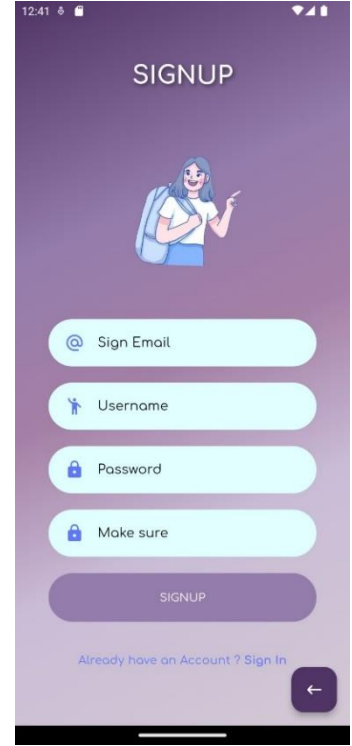 12:41
SIGNUP
Sign Email
Username
Password
Make sure
SIGNUP
Already have an Account ? Sign In